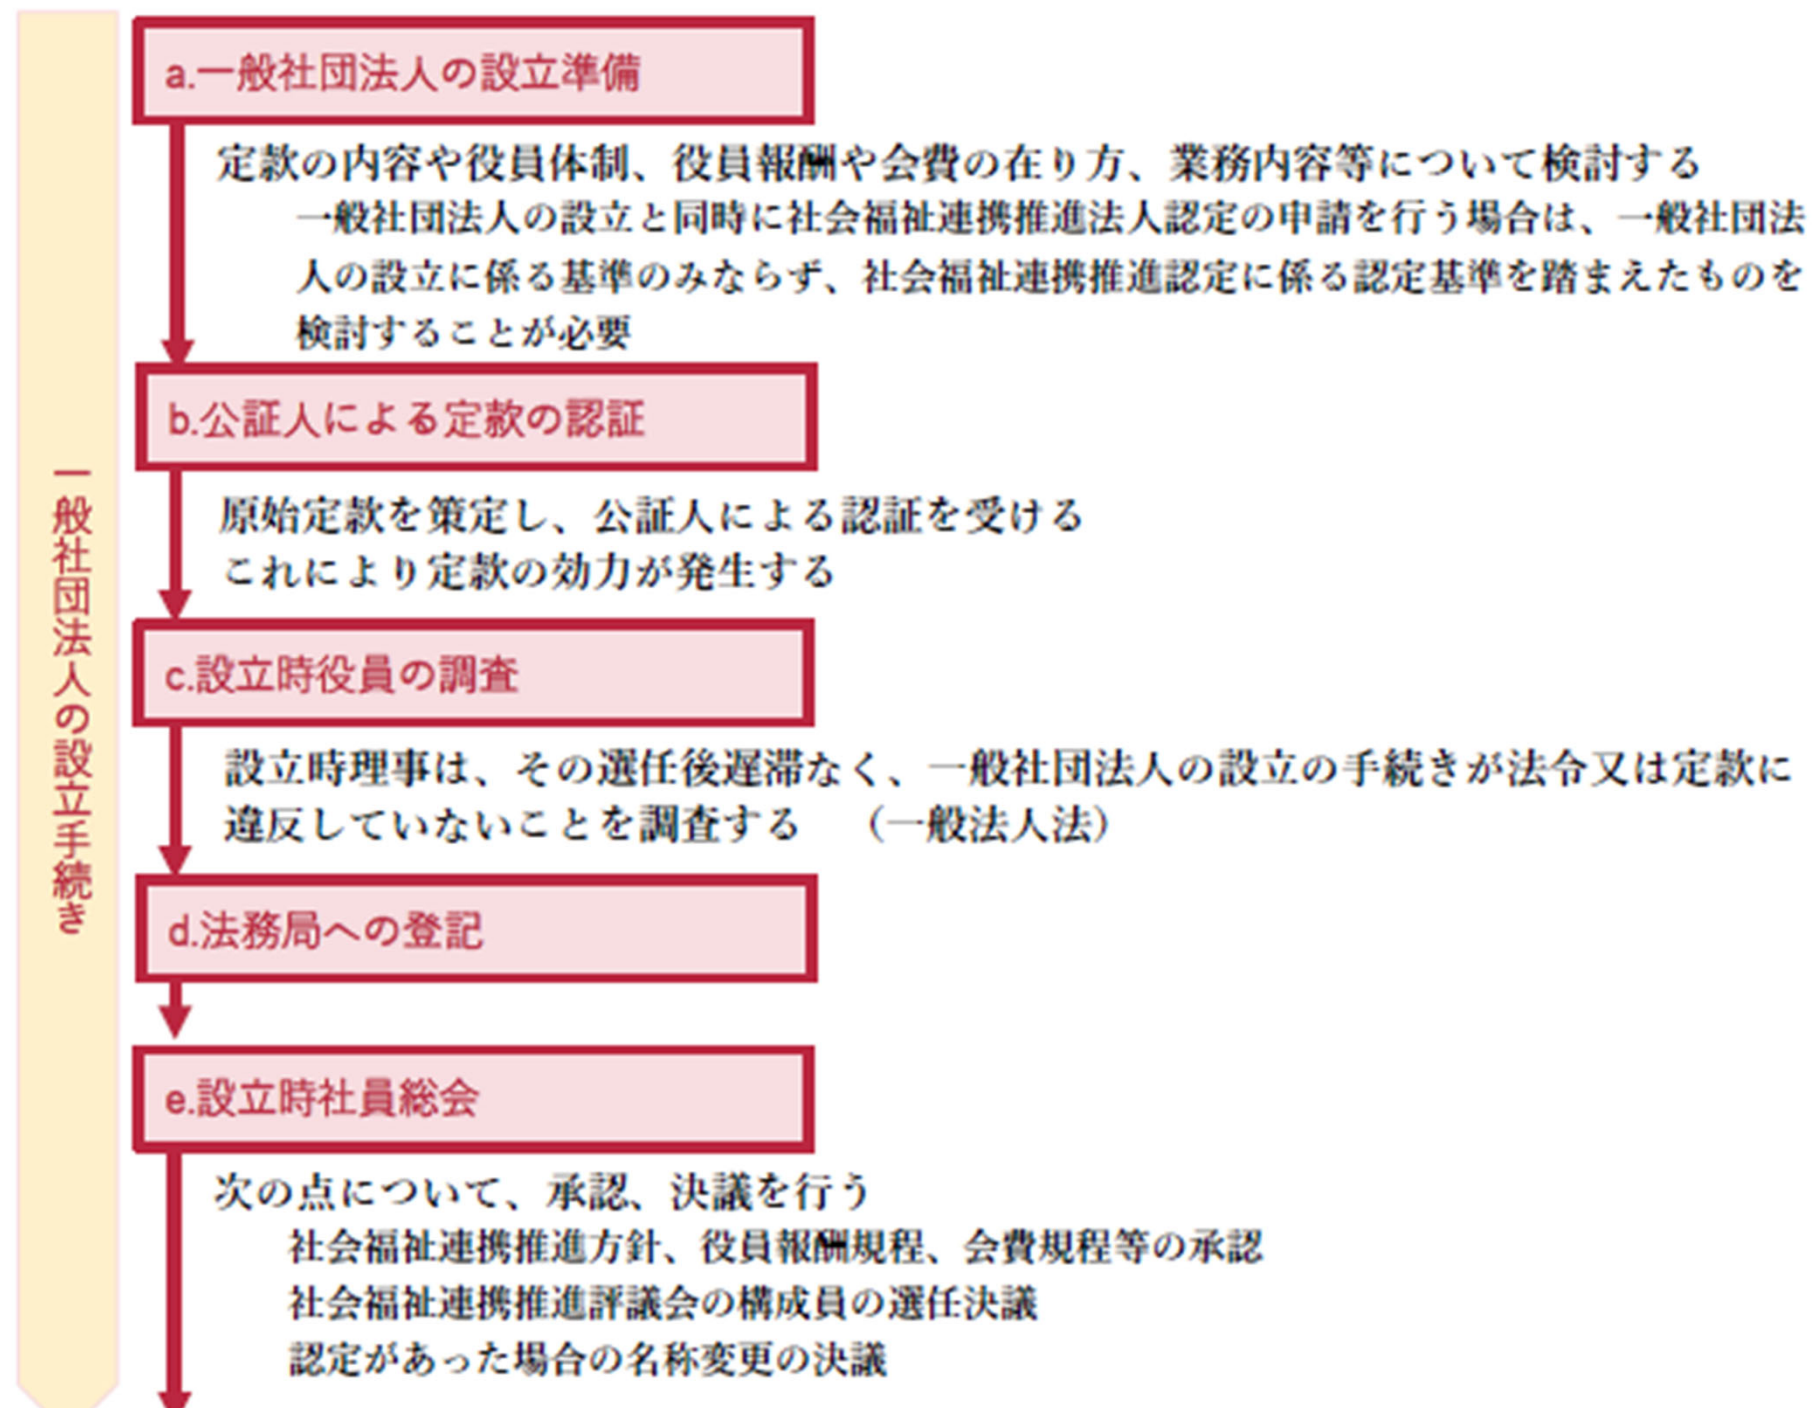 一般社団法人の設立手続き
a.一般社団法人の設立準備
定款の内容や役員体制、役員報酬や会費の在り方、業務内容等について検討する
一般社団法人の設立と同時に社会福祉連携推進法人認定の申請を行う場合は、一般社団法
人の設立に係る基準のみならず、社会福祉連携推進認定に係る認定基準を踏まえたものを
検討することが必要
b.公証人による定款の認証
原始定款を策定し、公証人による認証を受ける
これにより定款の効力が発生する
c.設立時役員の調査
設立時理事は、その選任後遅滞なく、一般社団法人の設立の手続きが法令又は定款に
違反していないことを調査する　（一般法人法）
d.法務局への登記
e.設立時社員総会
次の点について、承認、決議を行う
社会福祉連携推進方針、役員報酬規程、会費規程等の承認
社会福祉連携推進評議会の構成員の選任決議
認定があった場合の名称変更の決議